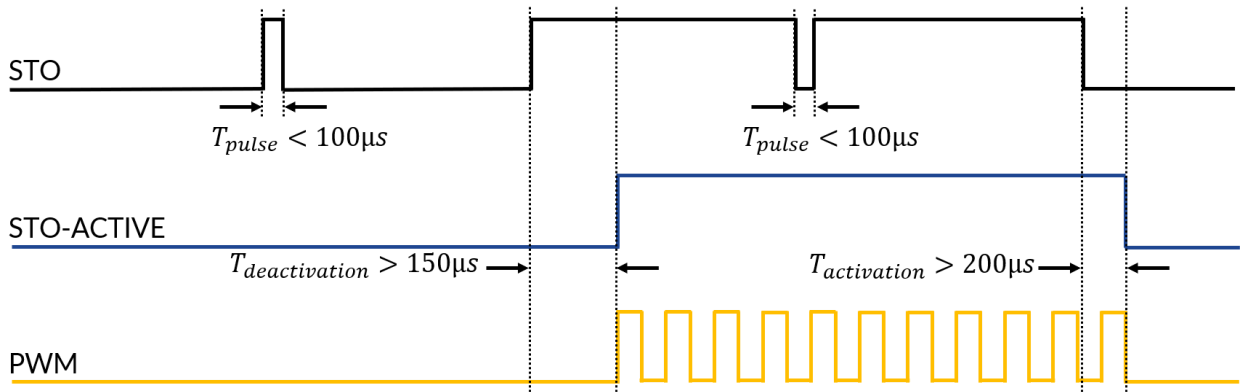 STO
T_pulse < 100μs
T_pulse < 100μs
STO-ACTIVE
T_deactivation > 150μs
T_activation > 200μs
PWM